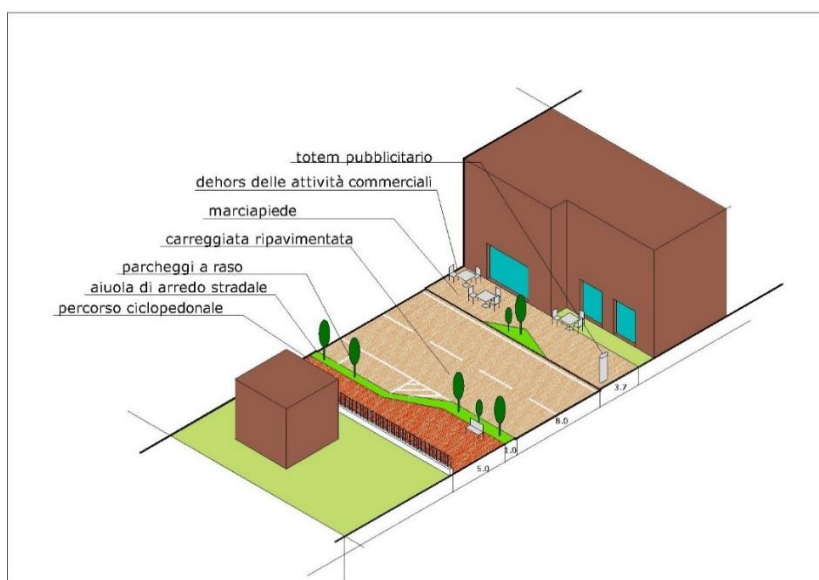 totem pubblicitario
dehors delle attività commerciali
marciapiede
carreggiata ripavimentata
parcheggi a raso
aiuola di arredo stradale
percorso ciclopedonale
3.7
8.0
1.0
5.0